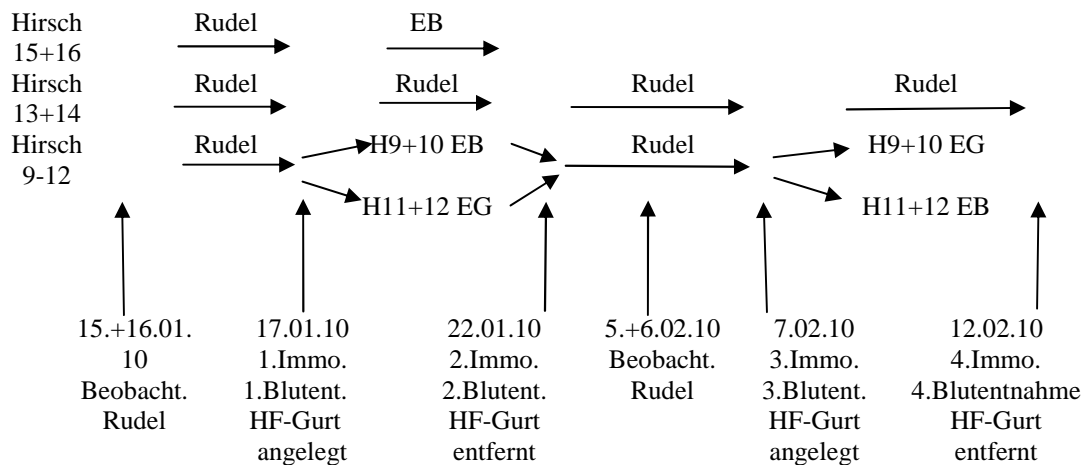 Hirsch Rudel EB
15+16
Hirsch Rudel Rudel Rudel Rudel
13+14
Hirsch Rudel H9+10 EB Rudel H9+10 EG
9-12
H11+12 EG H11+12 EB
15.+16.01. 17.01.10 22.01.10 5.+6.02.10 7.02.10 12.02.10
10 1.Immo. 2.Immo. Beobacht. 3.Immo. 4.Immo.
Beobacht. 1.Blutent. 2.Blutent. Rudel 3.Blutent. 4.Blutentnahme
Rudel HF-Gurt HF-Gurt HF-Gurt HF-Gurt
angelegt entfernt angelegt entfernt